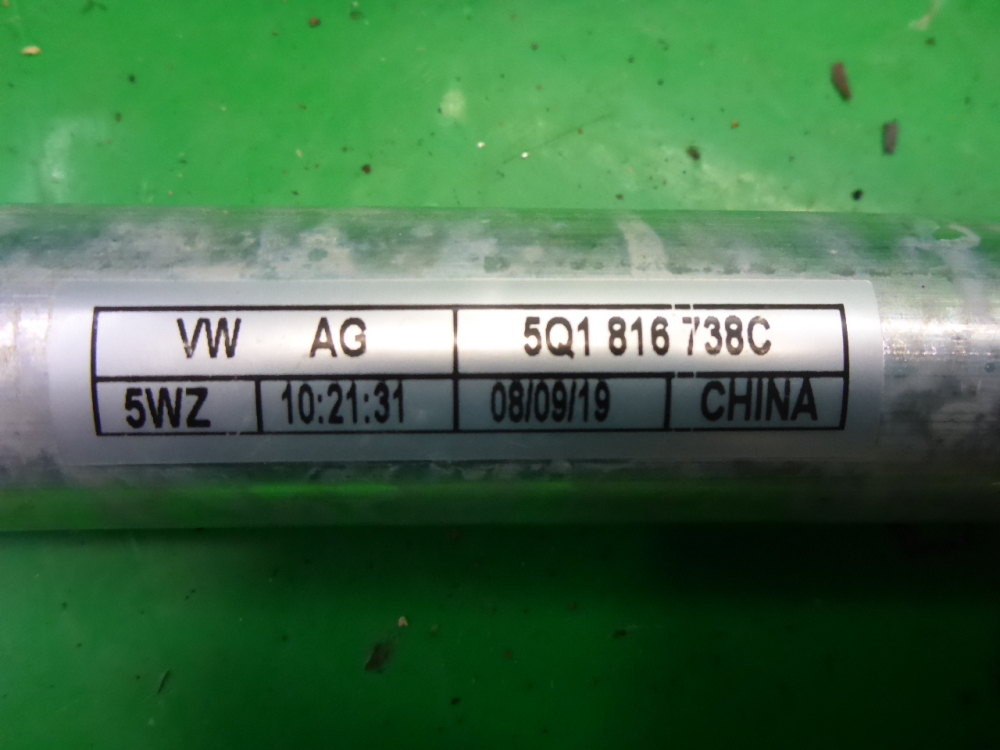 VW AG 5Q1 816 738C
5WZ 10:21:31 08/09/19 CHINA